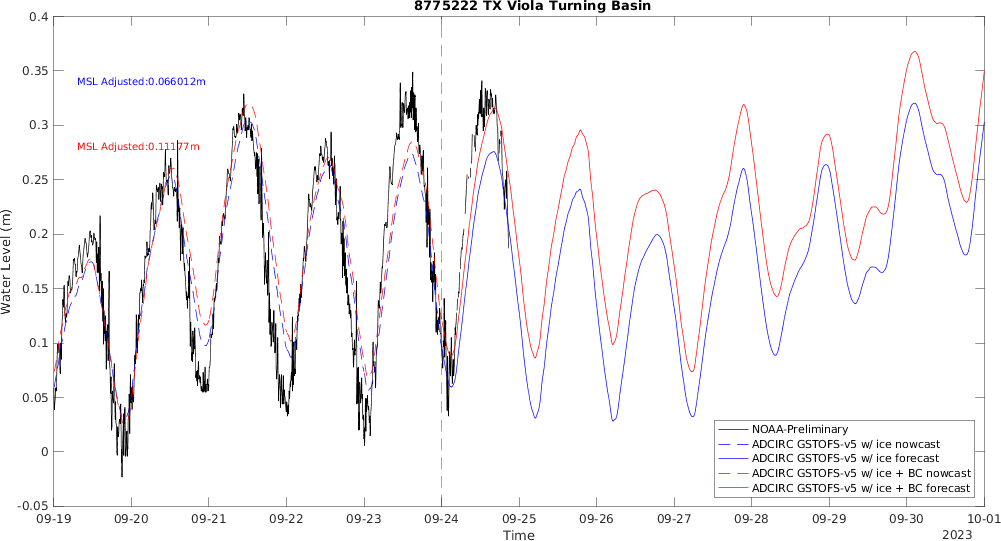 8775222 TX Viola Turning Basin
0.4
0.35
MSL Adjusted:0.066012m
0.3
MSL Adjusted:0.11177m
0.25
0.2
Water Level (m)
0.15
0.1
0.05
0
-0.05
NOAA-Preliminary
ADCIRC GSTOFS-v5 w/ ice nowcast
ADCIRC GSTOFS-v5 w/ ice forecast
ADCIRC GSTOFS-v5 w/ ice + BC nowcast
ADCIRC GSTOFS-v5 w/ ice + BC forecast
09-19 09-20 09-21 09-22 09-23 09-24 09-25 09-26 09-27 09-28 09-29 09-30 10-01
Time
2023